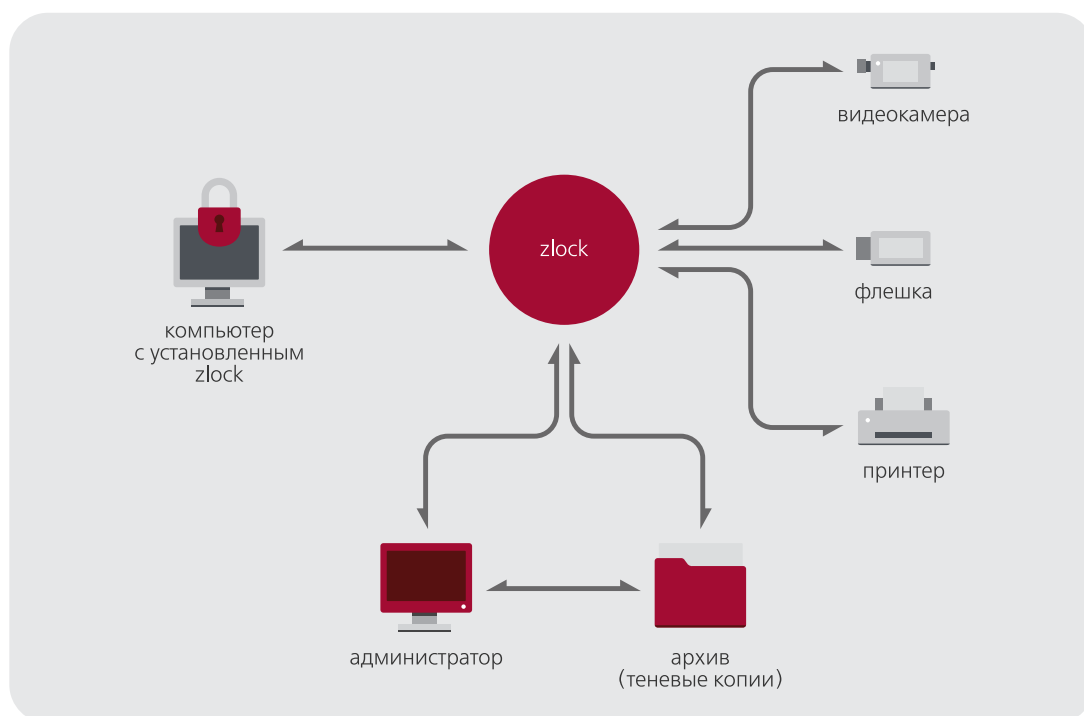 видеокамера
zlock
флешка
компьютер
с установленным
zlock
принтер
администратор
архив
(теневые копии)